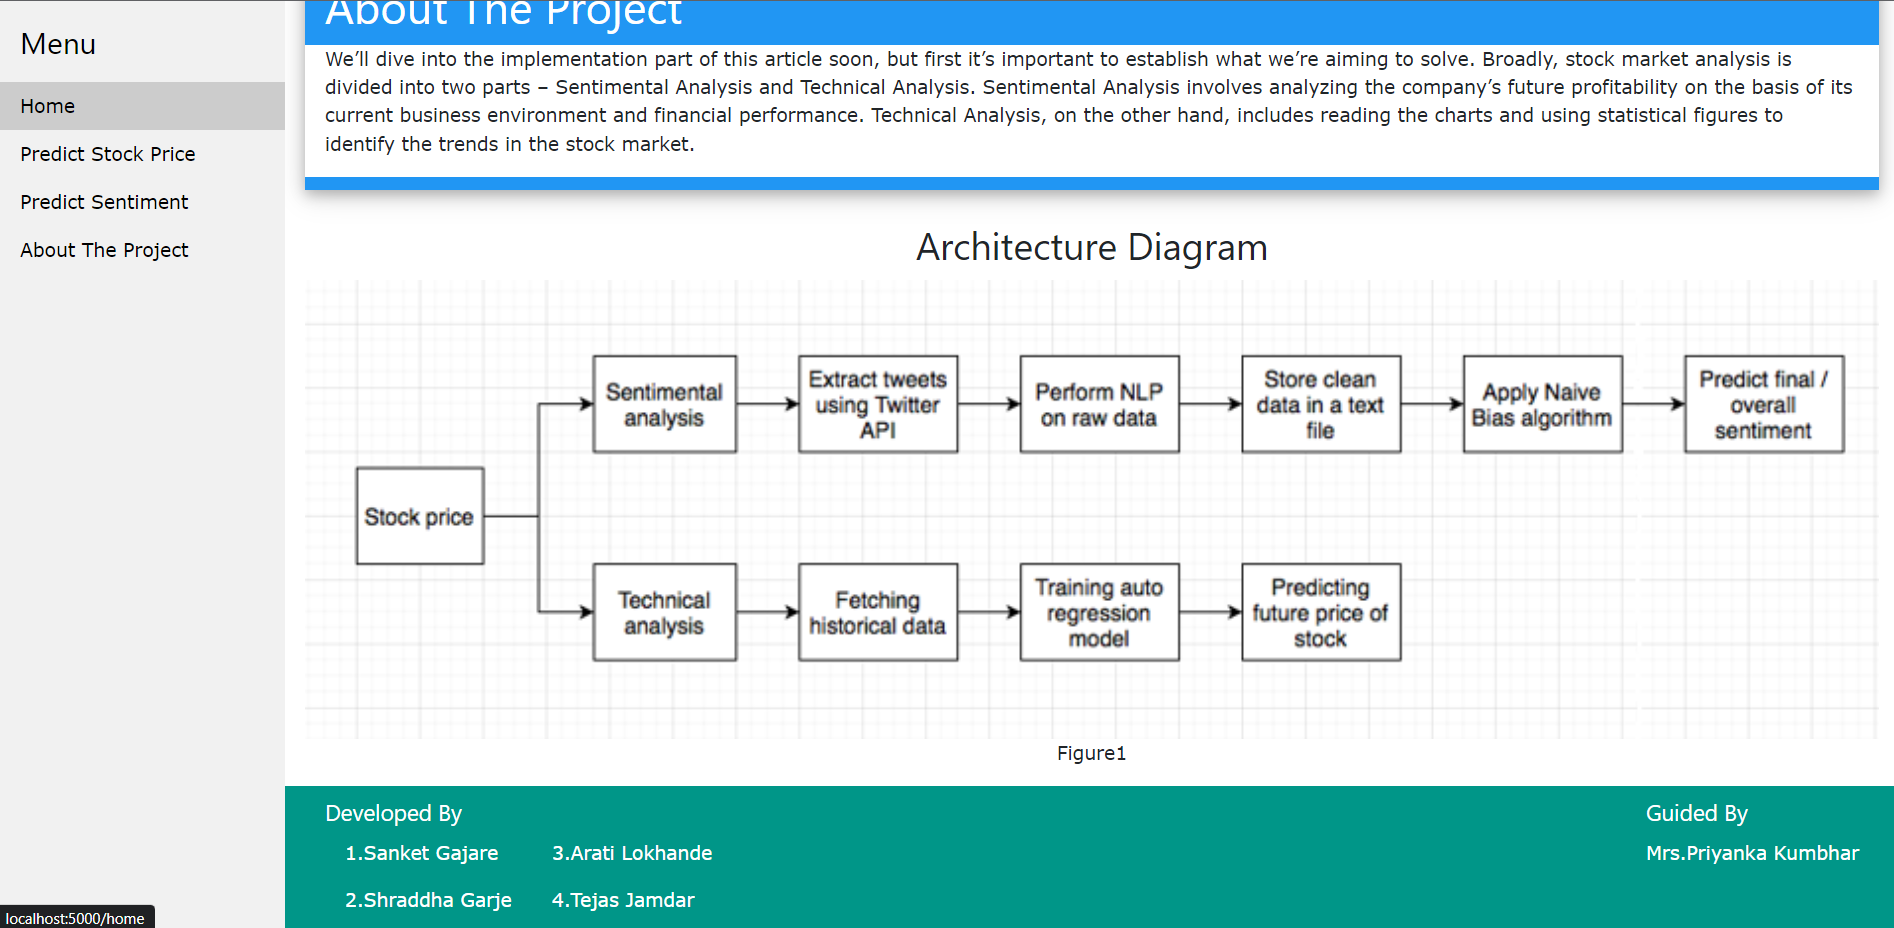 Menu
Home
Predict Stock Price
Predict Sentiment
About The Project
About The Project
We’ll dive into the implementation part of this article soon, but first it’s important to establish what we’re aiming to solve. Broadly, stock market analysis is
divided into two parts – Sentimental Analysis and Technical Analysis. Sentimental Analysis involves analyzing the company’s future profitability on the basis of its
current business environment and financial performance. Technical Analysis, on the other hand, includes reading the charts and using statistical figures to
identify the trends in the stock market.
Architecture Diagram
Stock price
Sentimental
analysis
Extract tweets
using Twitter
API
Perform NLP
on raw data
Store clean
data in a text
file
Apply Naive
Bias algorithm
Predict final /
overall
sentiment
Technical
analysis
Fetching
historical data
Training auto
regression
model
Predicting
future price of
stock
Figure1
Developed By
1.Sanket Gajare
3.Arati Lokhande
2.Shraddha Garje
4.Tejas Jamdar
Guided By
Mrs.Priyanka Kumbhar
localhost:5000/home